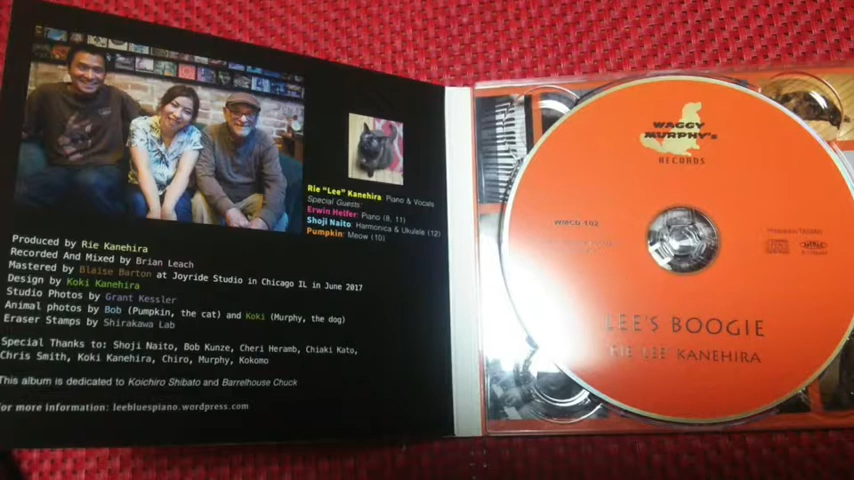 Rie "Lee" Kanehira: Piano & Vocals
Special Guests:
Erwin Helfer: Piano (8, 11)
Shoji Naito: Harmonica & Ukulele (12)
Pumpkin: Meow (10)
Produced by Rie Kanehira
Recorded And Mixed by Brian Leach
Mastered by Blaise Barton at Joyride Studio in Chicago IL in June 2017
Design by Koki Kanehira
Studio Photos by Grant Kessler
Animal photos by Bob (Pumpkin, the cat) and Koki (Murphy, the dog)
Eraser Stamps by Shirakawa Lab
Special Thanks to: Shoji Naito, Bob Kunze, Cheri Heramb, Chiaki Kato,
Chris Smith, Koki Kanehira, Chiro, Murphy, Kokomo
This album is dedicated to Koichiro Shibato and Barrelhouse Chuck
For more information: leebluespiano.wordpress.com
WAGGY
MURPHY's
RECORDS
WMCD-102
LEE'S BOOGIE
RIE LEE KANEHIRA